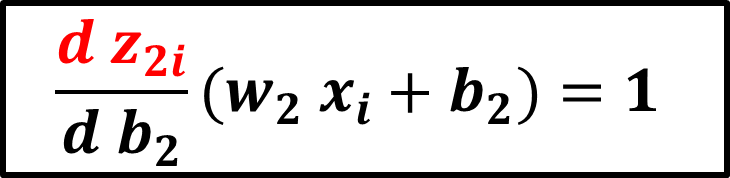 d z₂ᵢ / d b₂ (w₂ xᵢ + b₂) = 1